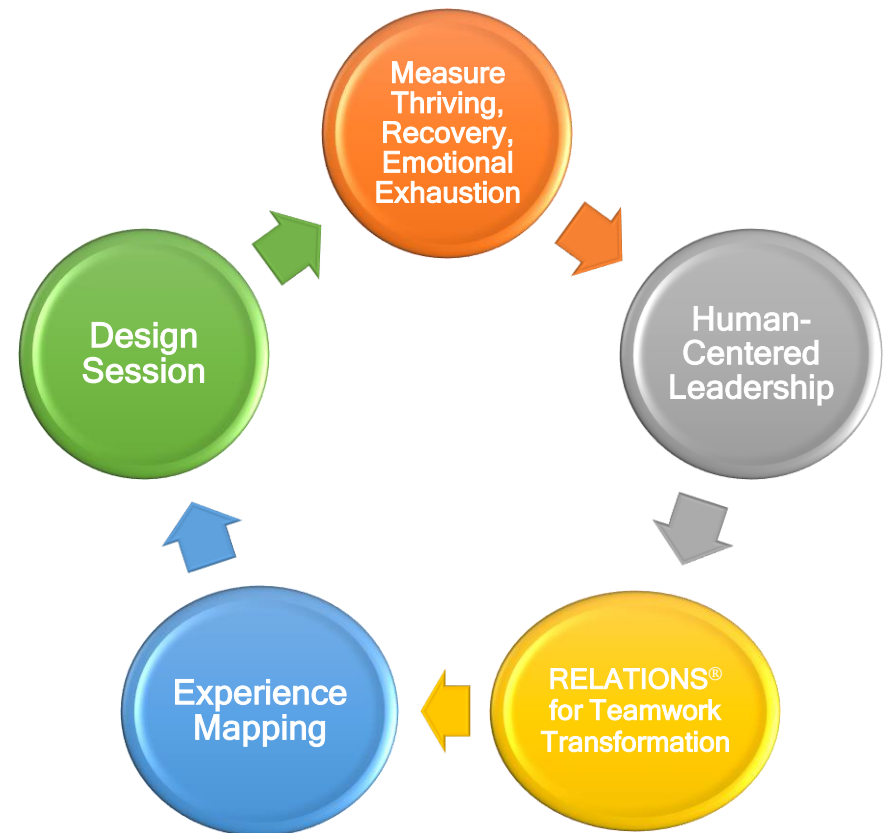 Measure
Thriving,
Recovery,
Emotional
Exhaustion
Human-
Centered
Leadership
RELATIONS®
for Teamwork
Transformation
Experience
Mapping
Design
Session